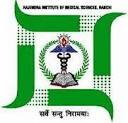 RAJENDRA INSTITUTE OF MEDICAL SCIENCES, RANCHI
सर्वे सन्तु निरामयाः